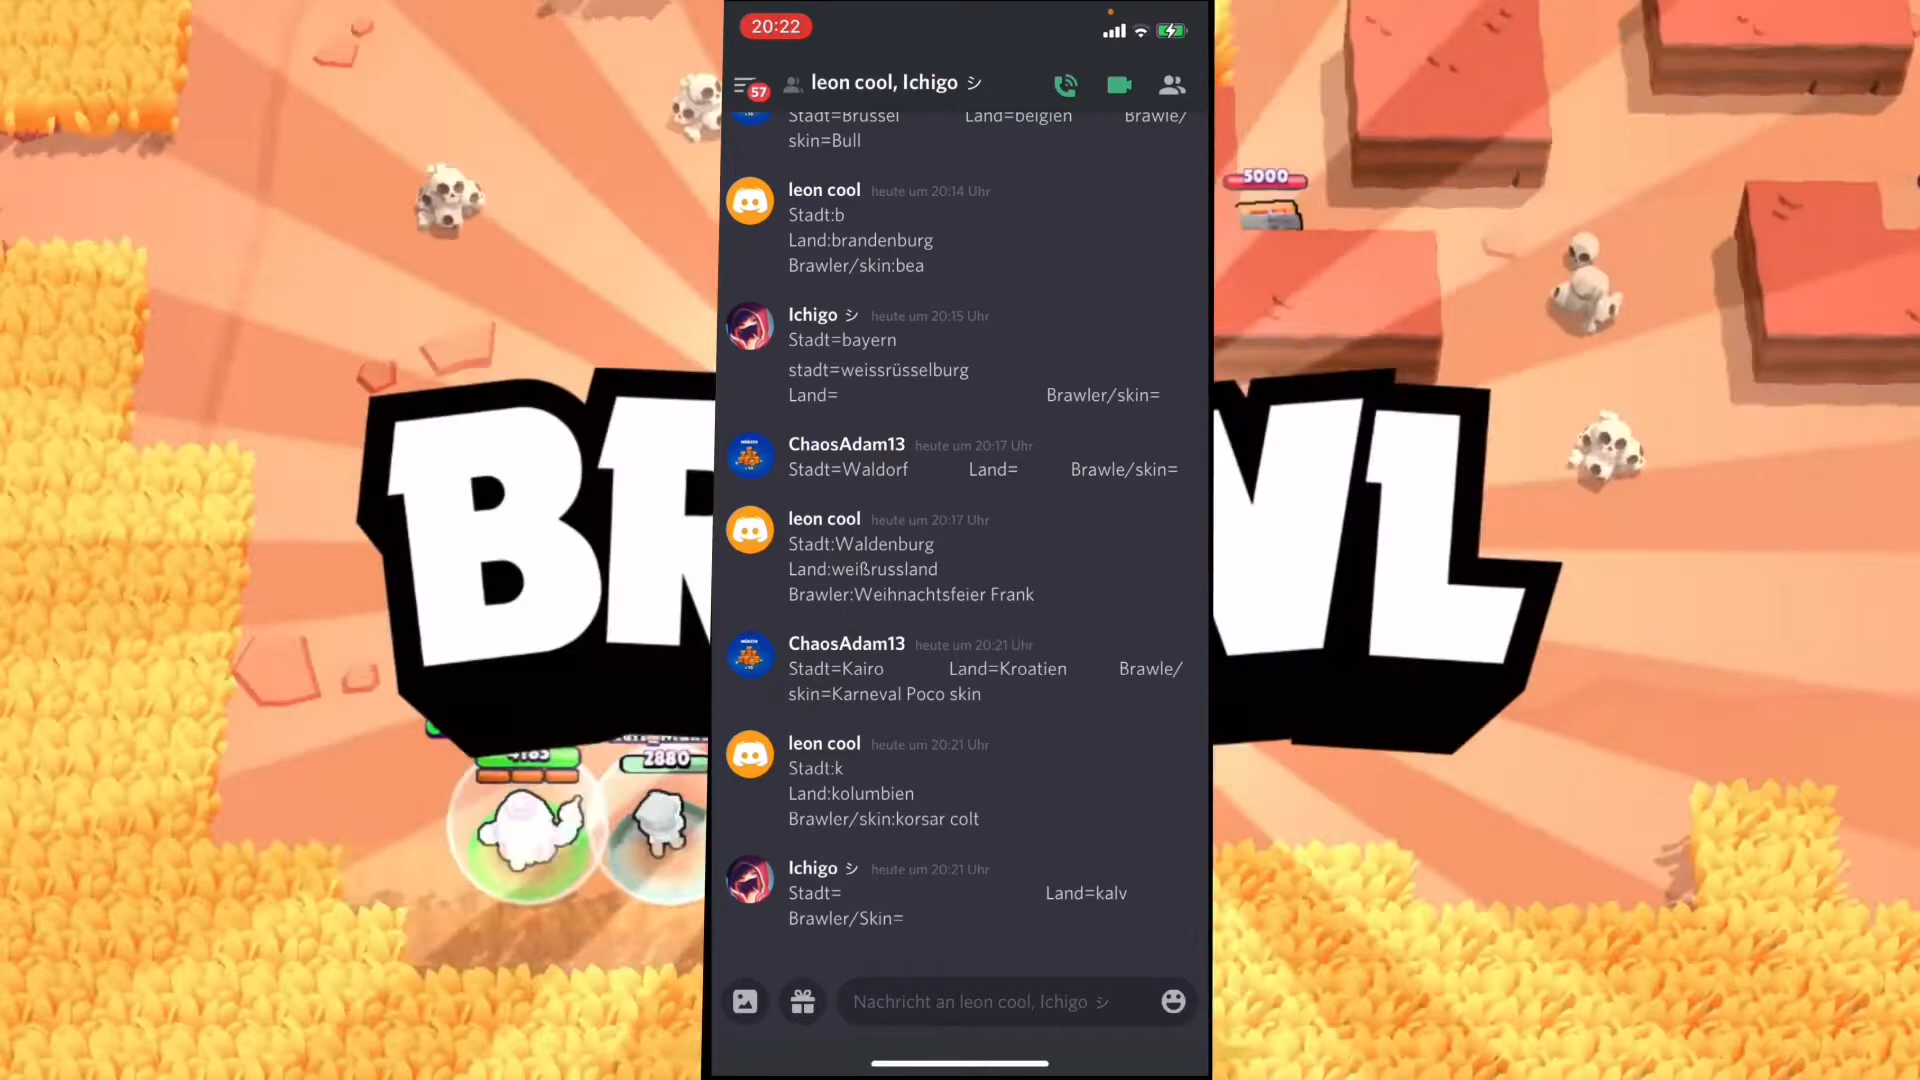 20:22
57
leon cool, Ichigo シ
Stadt=Brüssel Land=belgien Brawle/
skin=Bull
leon cool heute um 20:14 Uhr
Stadt:b
Land:brandenburg
Brawler/skin:bea
Ichigo シ heute um 20:15 Uhr
Stadt=bayern
stadt=weissrüsselburg
Land= Brawler/skin=
ChaosAdam13 heute um 20:17 Uhr
Stadt=Waldorf Land= Brawle/skin=
leon cool heute um 20:17 Uhr
Stadt:Waldenburg
Land:weißrussland
Brawler:Weihnachtsfeier Frank
ChaosAdam13 heute um 20:21 Uhr
Stadt=Kairo Land=Kroatien Brawle/
skin=Karneval Poco skin
leon cool heute um 20:21 Uhr
Stadt:k
Land:kolumbien
Brawler/skin:korsar colt
Ichigo シ heute um 20:21 Uhr
Stadt= Land=kalv
Brawler/Skin=
Nachricht an leon cool, Ichigo シ
5000
2880